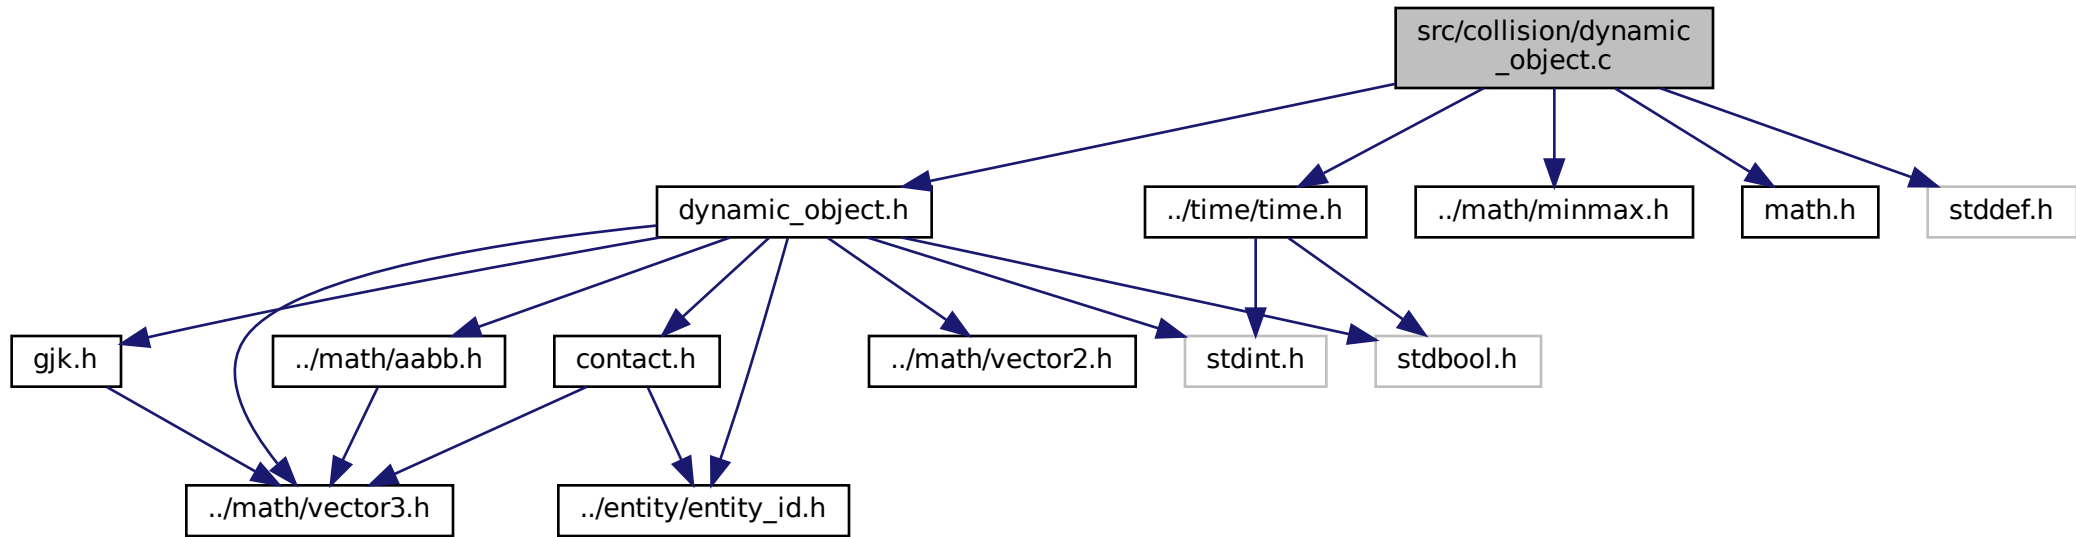 src/collision/dynamic
_object.c
dynamic_object.h
../time/time.h
../math/minmax.h
math.h
stddef.h
gjk.h
../math/aabb.h
contact.h
../math/vector2.h
stdint.h
stdbool.h
../math/vector3.h
../entity/entity_id.h